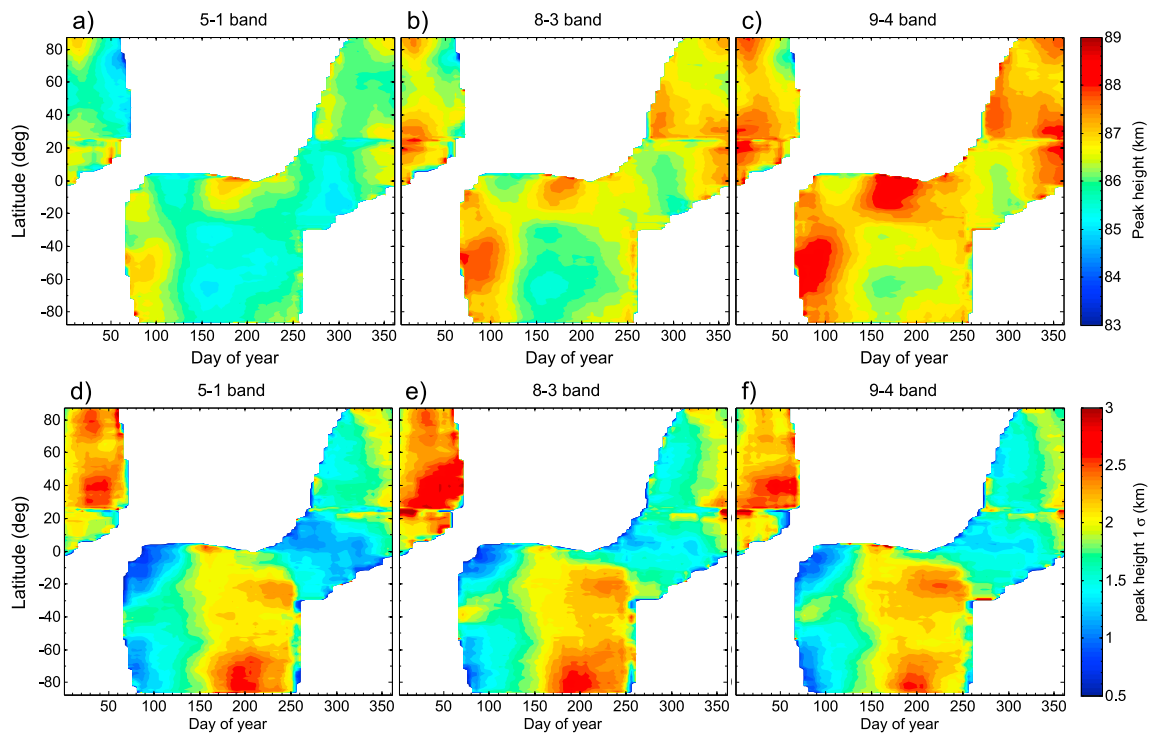 a) 5-1 band b) 8-3 band c) 9-4 band
80
60
40
20
0
-20
-40
-60
-80
Latitude (deg)
50 100 150 200 250 300 350
50 100 150 200 250 300 350
50 100 150 200 250 300 350
Day of year Day of year Day of year
89
88
87
86
85
84
83
Peak height (km)
d) 5-1 band e) 8-3 band f) 9-4 band
80
60
40
20
0
-20
-40
-60
-80
Latitude (deg)
50 100 150 200 250 300 350
50 100 150 200 250 300 350
50 100 150 200 250 300 350
Day of year Day of year Day of year
3
2.5
2
1.5
1
0.5
peak height 1 σ (km)